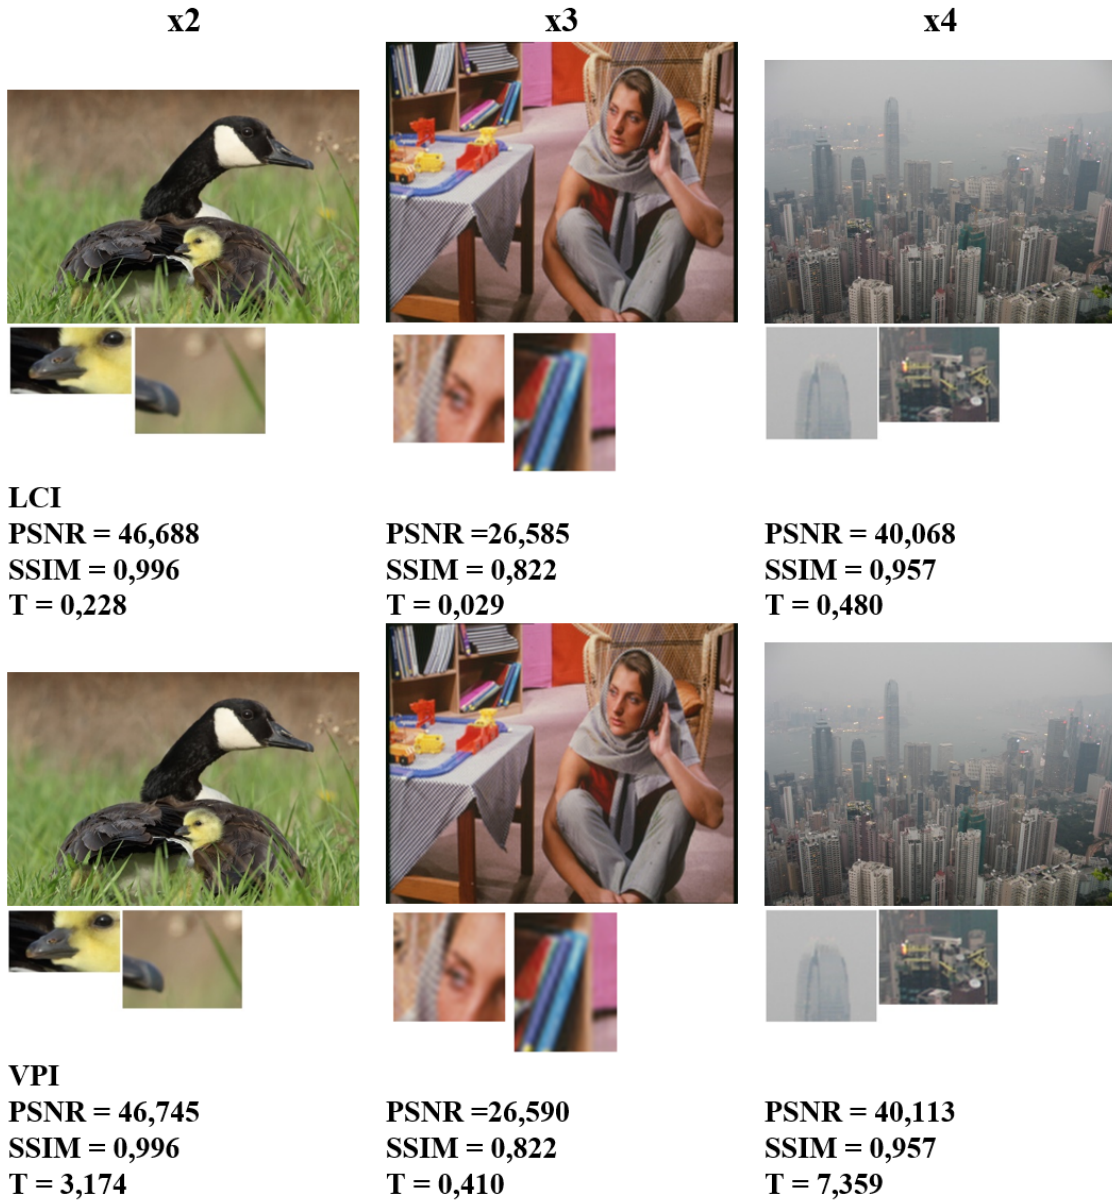 x2 x3 x4
LCI
PSNR = 46,688 PSNR =26,585 PSNR = 40,068
SSIM = 0,996 SSIM = 0,822 SSIM = 0,957
T = 0,228 T = 0,029 T = 0,480
VPI
PSNR = 46,745 PSNR =26,590 PSNR = 40,113
SSIM = 0,996 SSIM = 0,822 SSIM = 0,957
T = 3,174 T = 0,410 T = 7,359